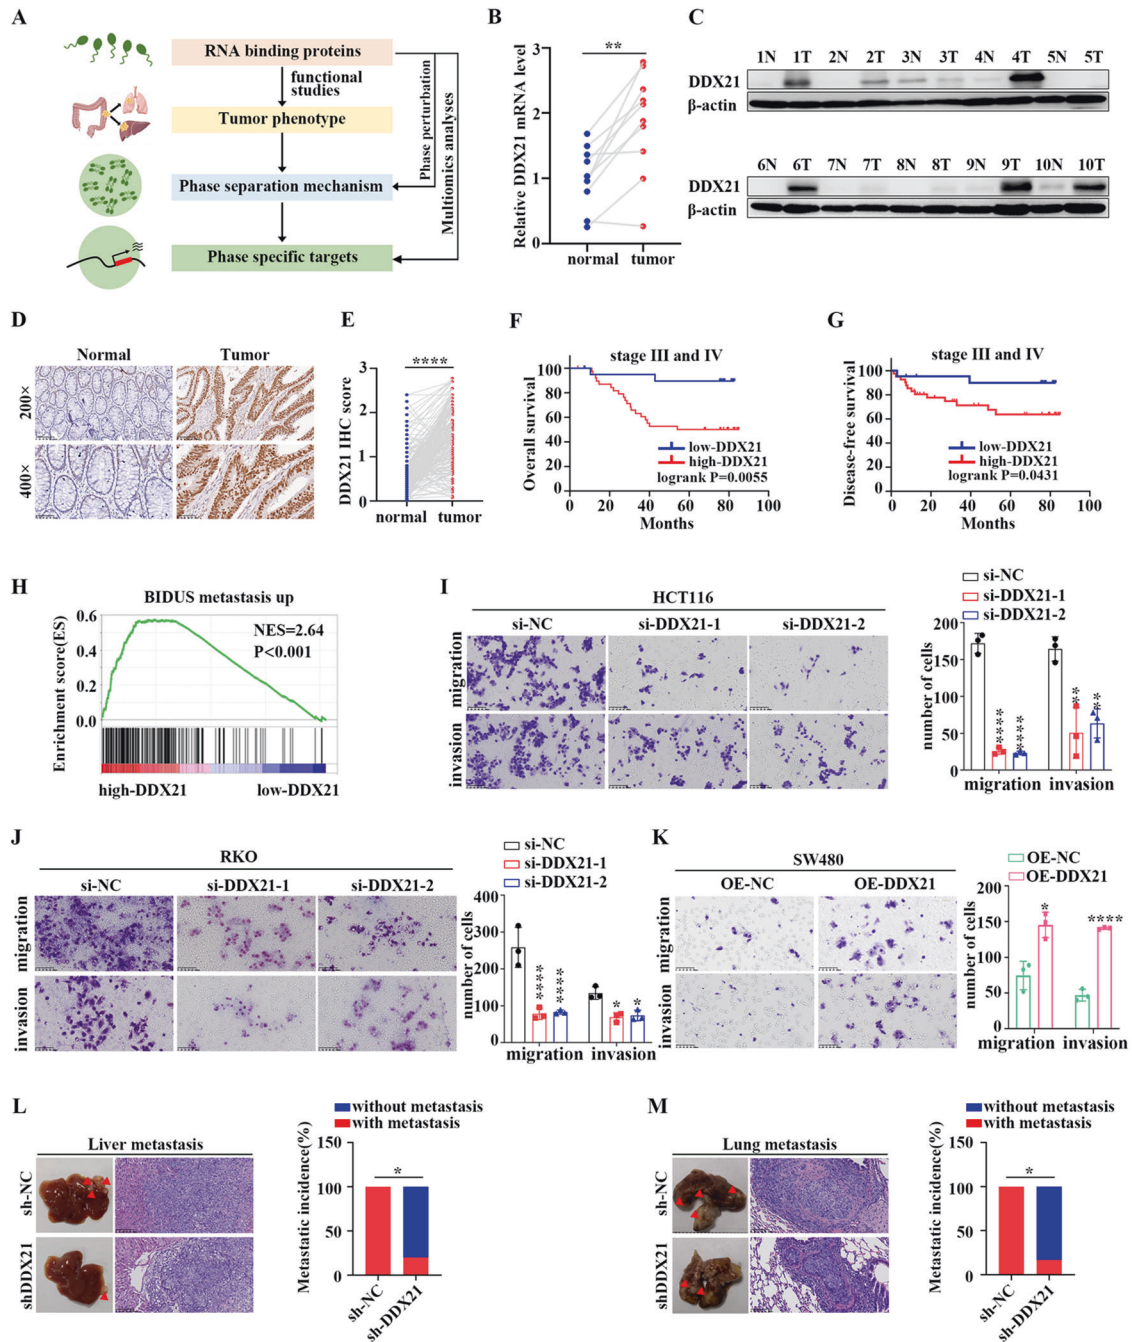 A
RNA binding proteins
functional
studies
Tumor phenotype
Phase separation mechanism
Phase specific targets
Phase perturbation
Multiomics analyses
B
**
Relative DDX21 mRNA level
3
2
1
0
normal tumor
C
1N 1T 2N 2T 3N 3T 4N 4T 5N 5T
DDX21
β-actin
6N 6T 7N 7T 8N 8T 9N 9T 10N 10T
DDX21
β-actin
D
Normal Tumor
200×
400×
E
****
DDX21 IHC score
3
2
1
0
normal tumor
F
stage III and IV
Overall survival
100
80
60
40
20
0
low-DDX21
high-DDX21
logrank P=0.0055
0 20 40 60 80 100
Months
G
stage III and IV
Disease-free survival
100
80
60
40
20
0
low-DDX21
high-DDX21
logrank P=0.0431
0 20 40 60 80 100
Months
H
BIDUS metastasis up
Enrichment score(ES)
0.6
0.4
0.2
0.0
NES=2.64
P<0.001
high-DDX21 low-DDX21
I
HCT116
si-NC si-DDX21-1 si-DDX21-2
migration
invasion
si-NC
si-DDX21-1
si-DDX21-2
number of cells
200
150
100
50
0
**** **** ** **
migration invasion
J
RKO
si-NC si-DDX21-1 si-DDX21-2
migration
invasion
si-NC
si-DDX21-1
si-DDX21-2
number of cells
400
300
200
100
0
**** **** * *
migration invasion
K
SW480
OE-NC OE-DDX21
migration
invasion
OE-NC
OE-DDX21
number of cells
200
150
100
50
0
* ****
migration invasion
L
Liver metastasis
sh-NC
shDDX21
without metastasis
with metastasis
Metastatic incidence(%)
150
100
50
0
*
sh-NC
sh-DDX21
M
Lung metastasis
sh-NC
shDDX21
without metastasis
with metastasis
Metastatic incidence(%)
150
100
50
0
*
sh-NC
sh-DDX21